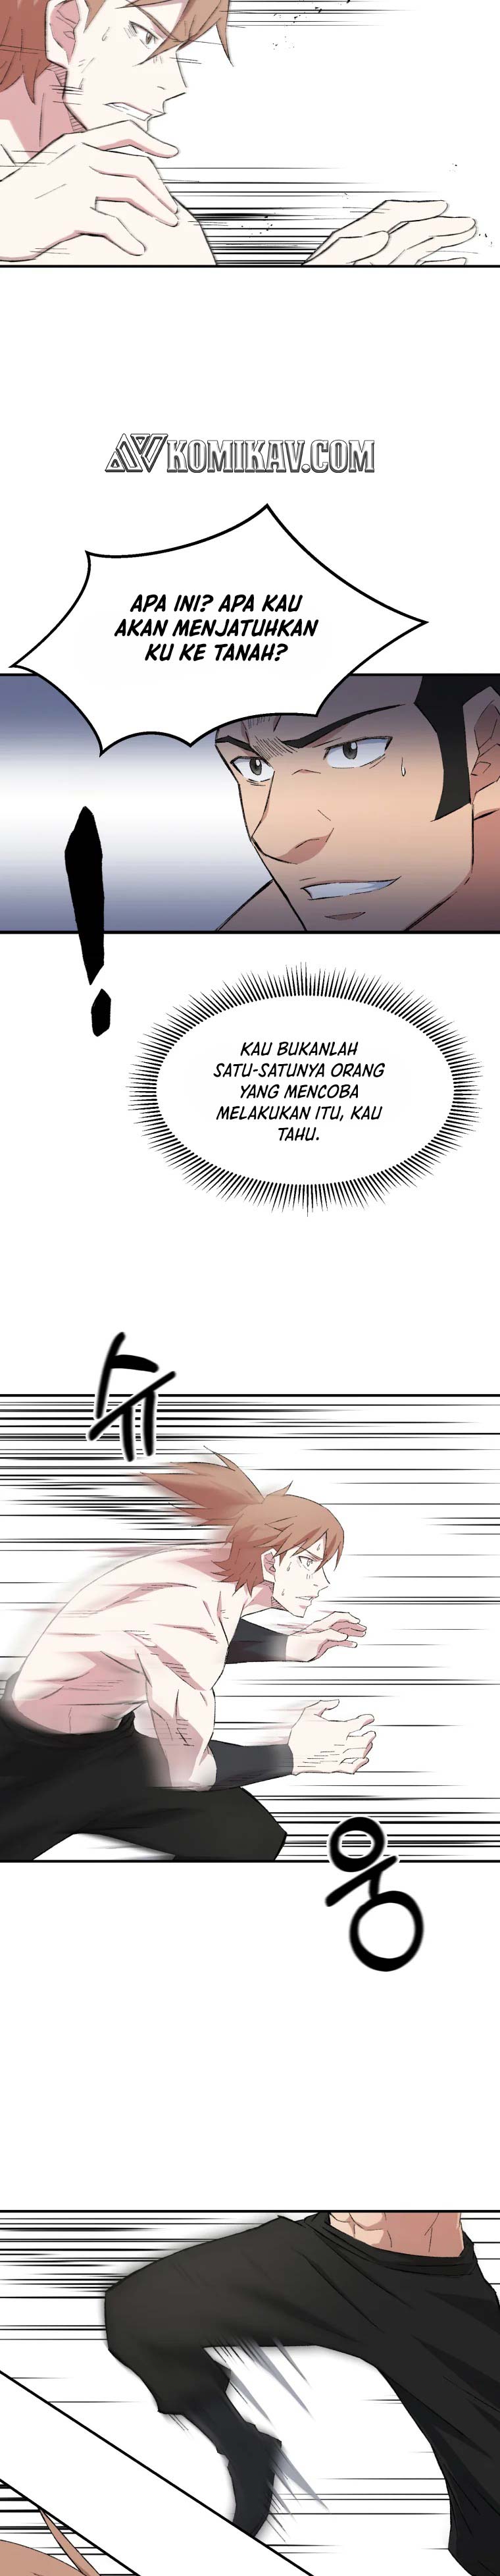 KOMIKAV.COM
APA INI? APA KAU
AKAN MENJATUHKAN
KU KE TANAH?
KAU BUKANLAH
SATU-SATUNYA ORANG
YANG MENCOBA
MELAKUKAN ITU, KAU
TAHU.
슈
웅